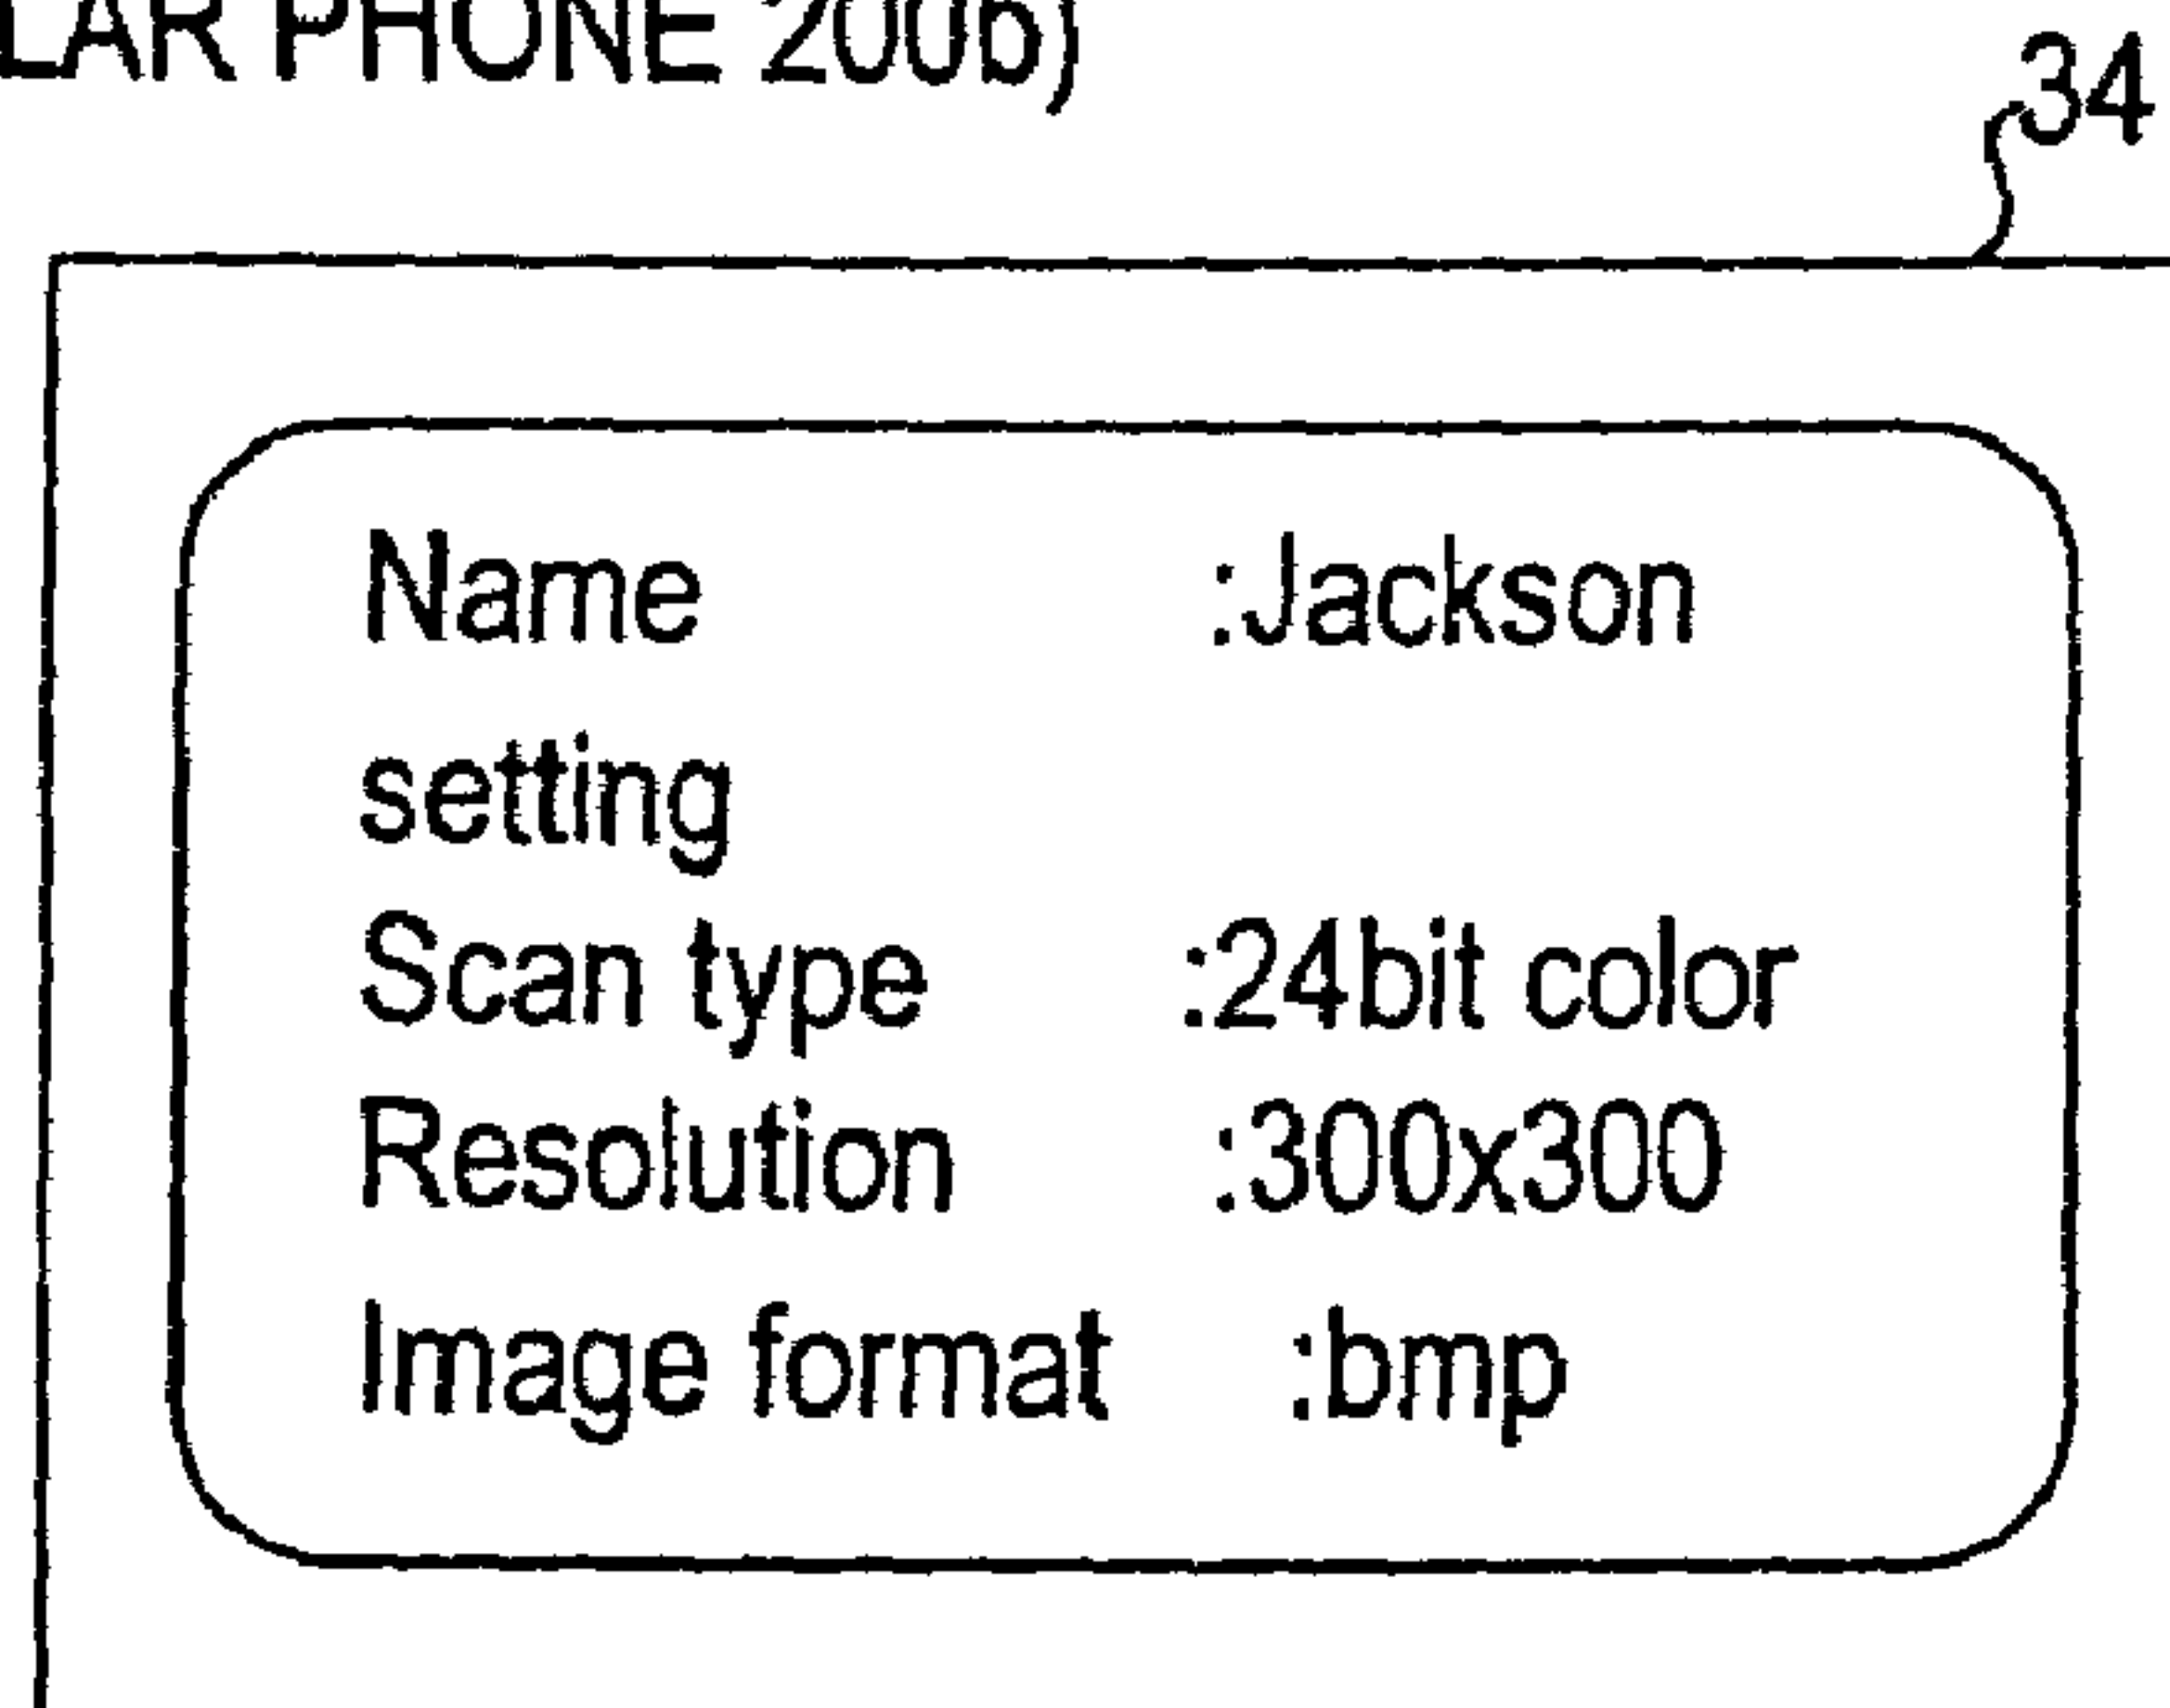 LAR PHONE 200b)
34
Name :Jackson
setting
Scan type :24bit color
Resolution :300x300
Image format :bmp